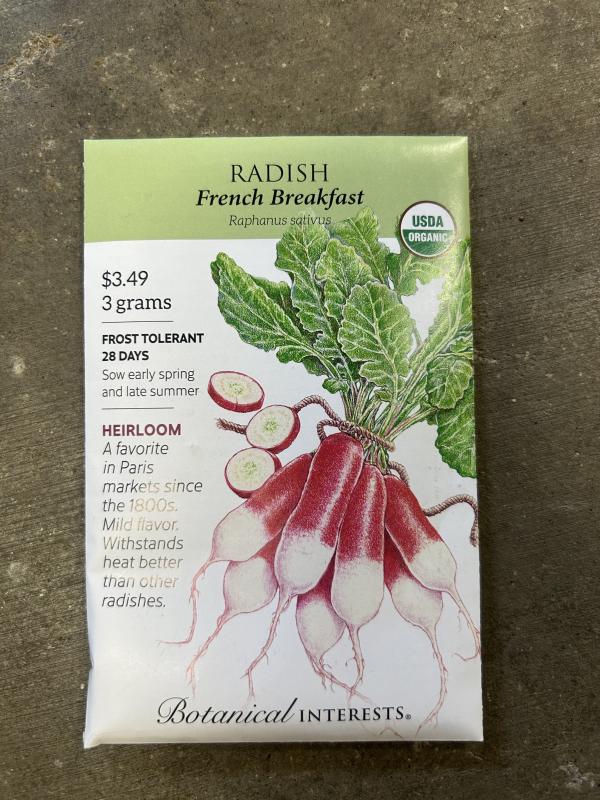 RADISH
French Breakfast
Raphanus sativus
USDA
ORGANIC
$3.49
3 grams
FROST TOLERANT
28 DAYS
Sow early spring
and late summer
HEIRLOOM
A favorite
in Paris
markets since
the 1800s.
Mild flavor.
Withstands
heat better
than other
radishes.
Botanical INTERESTS®